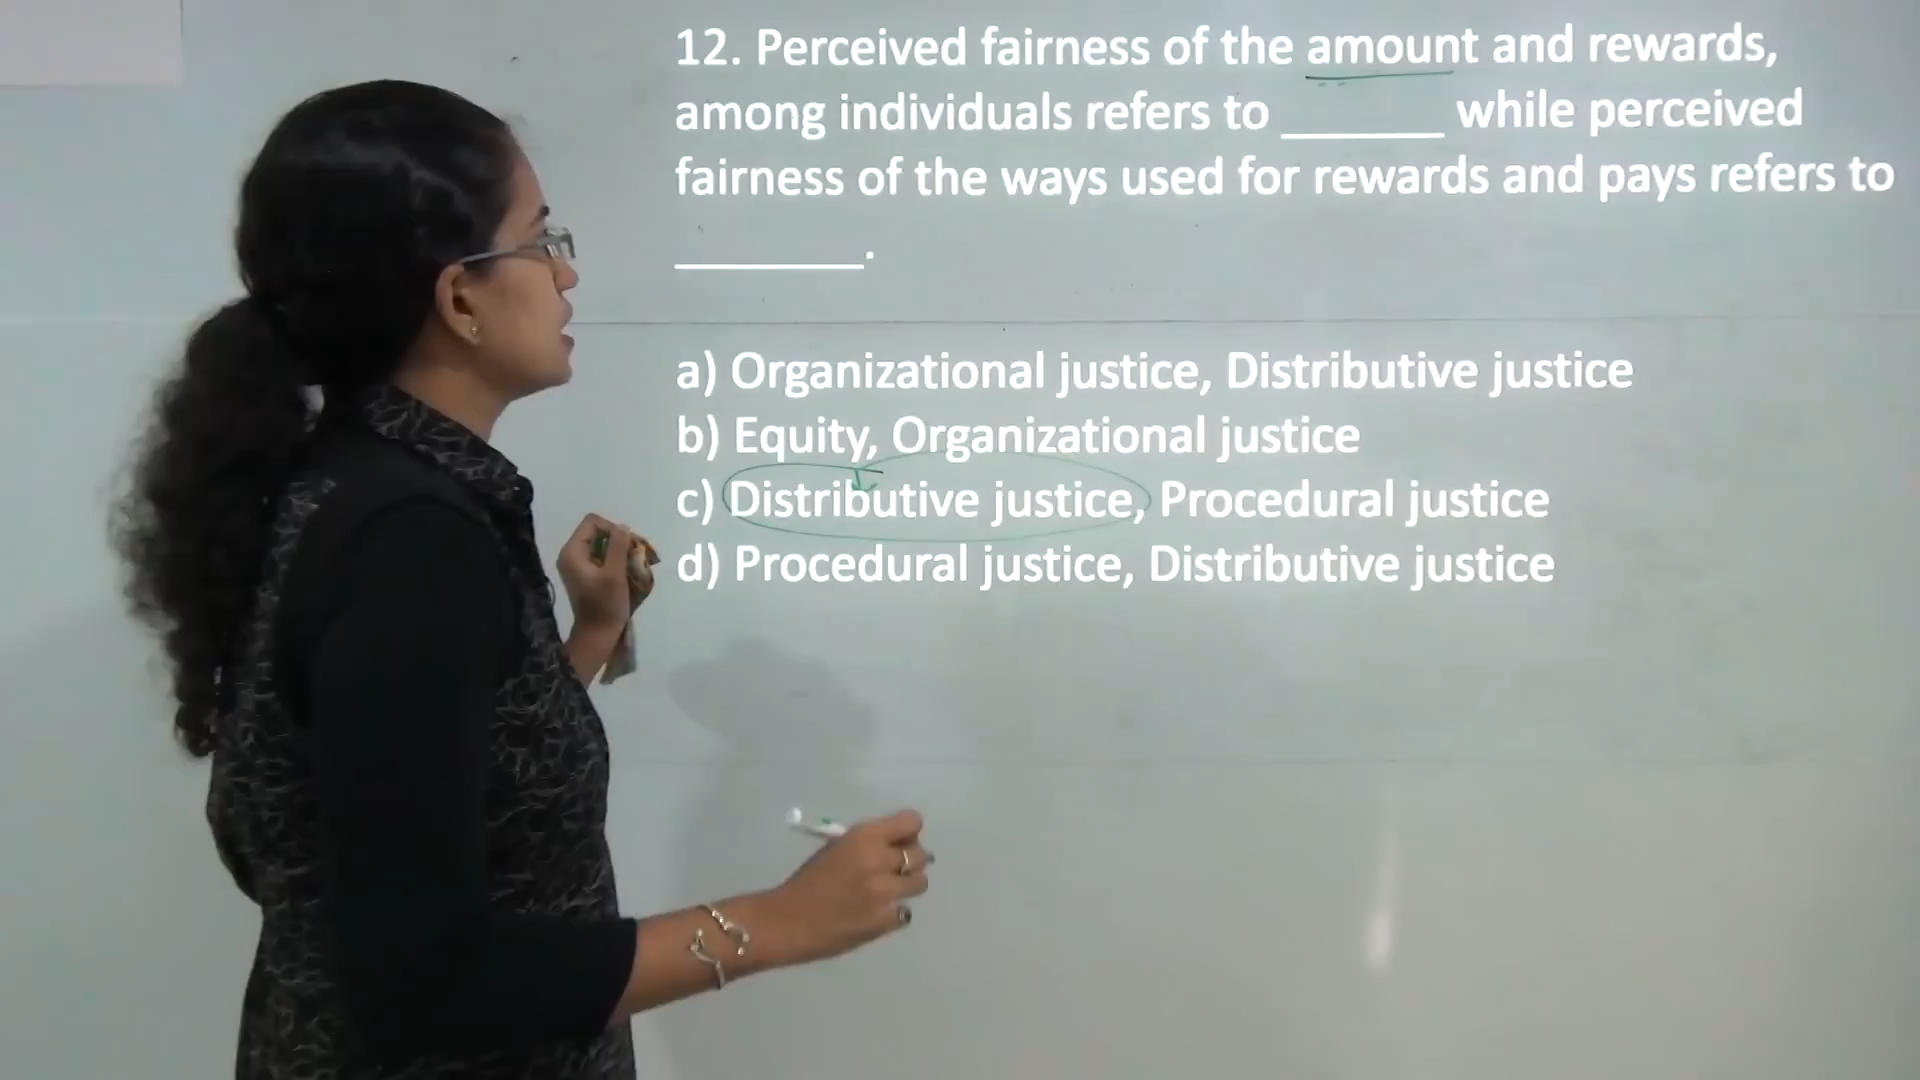 12. Perceived fairness of the amount and rewards,
among individuals refers to ______ while perceived
fairness of the ways used for rewards and pays refers to
_______.
a) Organizational justice, Distributive justice
b) Equity, Organizational justice
c) Distributive justice, Procedural justice
d) Procedural justice, Distributive justice